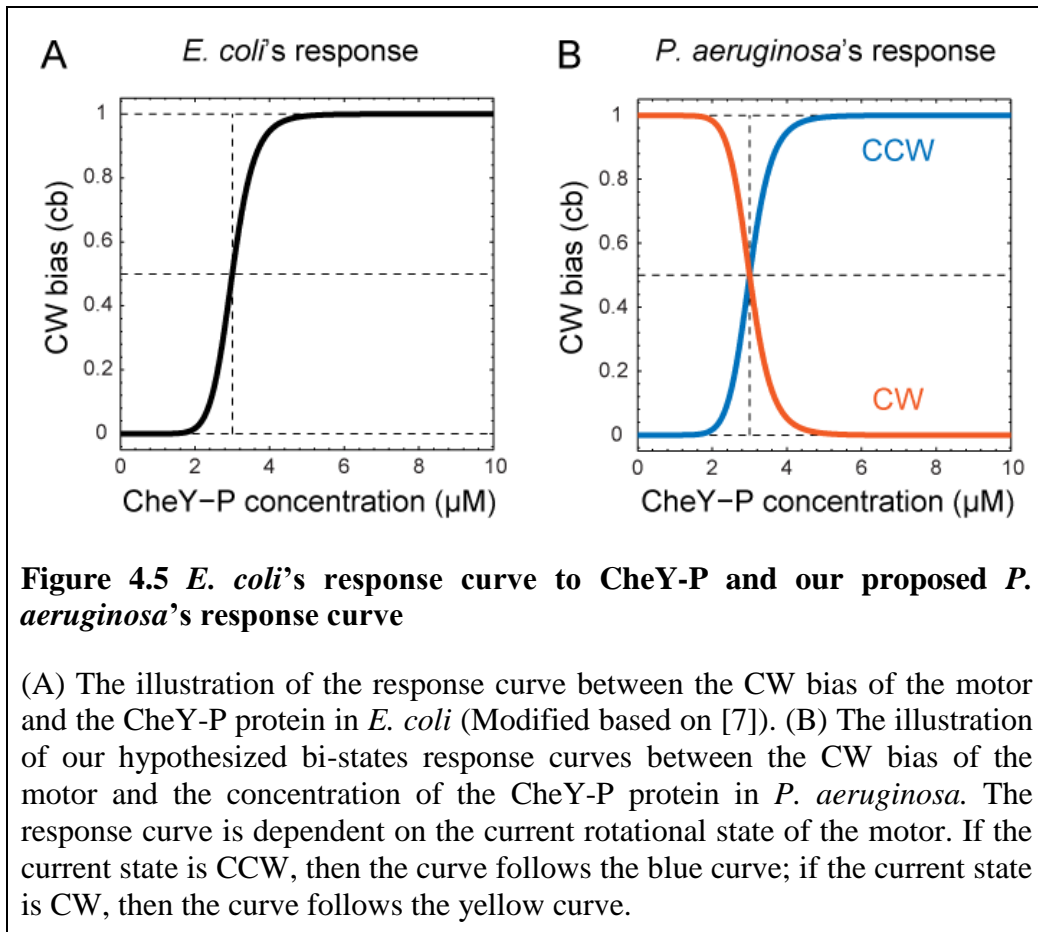 A E. coli's response
B P. aeruginosa's response
CW bias (cb)
1
0.8
0.6
0.4
0.2
0
0 2 4 6 8 10
CheY−P concentration (µM)
CW bias (cb)
1
0.8
0.6
0.4
0.2
0
CCW
CW
0 2 4 6 8 10
CheY−P concentration (µM)
Figure 4.5 E. coli's response curve to CheY-P and our proposed P.
aeruginosa's response curve
(A) The illustration of the response curve between the CW bias of the motor
and the CheY-P protein in E. coli (Modified based on [7]). (B) The illustration
of our hypothesized bi-states response curves between the CW bias of the
motor and the concentration of the CheY-P protein in P. aeruginosa. The
response curve is dependent on the current rotational state of the motor. If the
current state is CCW, then the curve follows the blue curve; if the current state
is CW, then the curve follows the yellow curve.